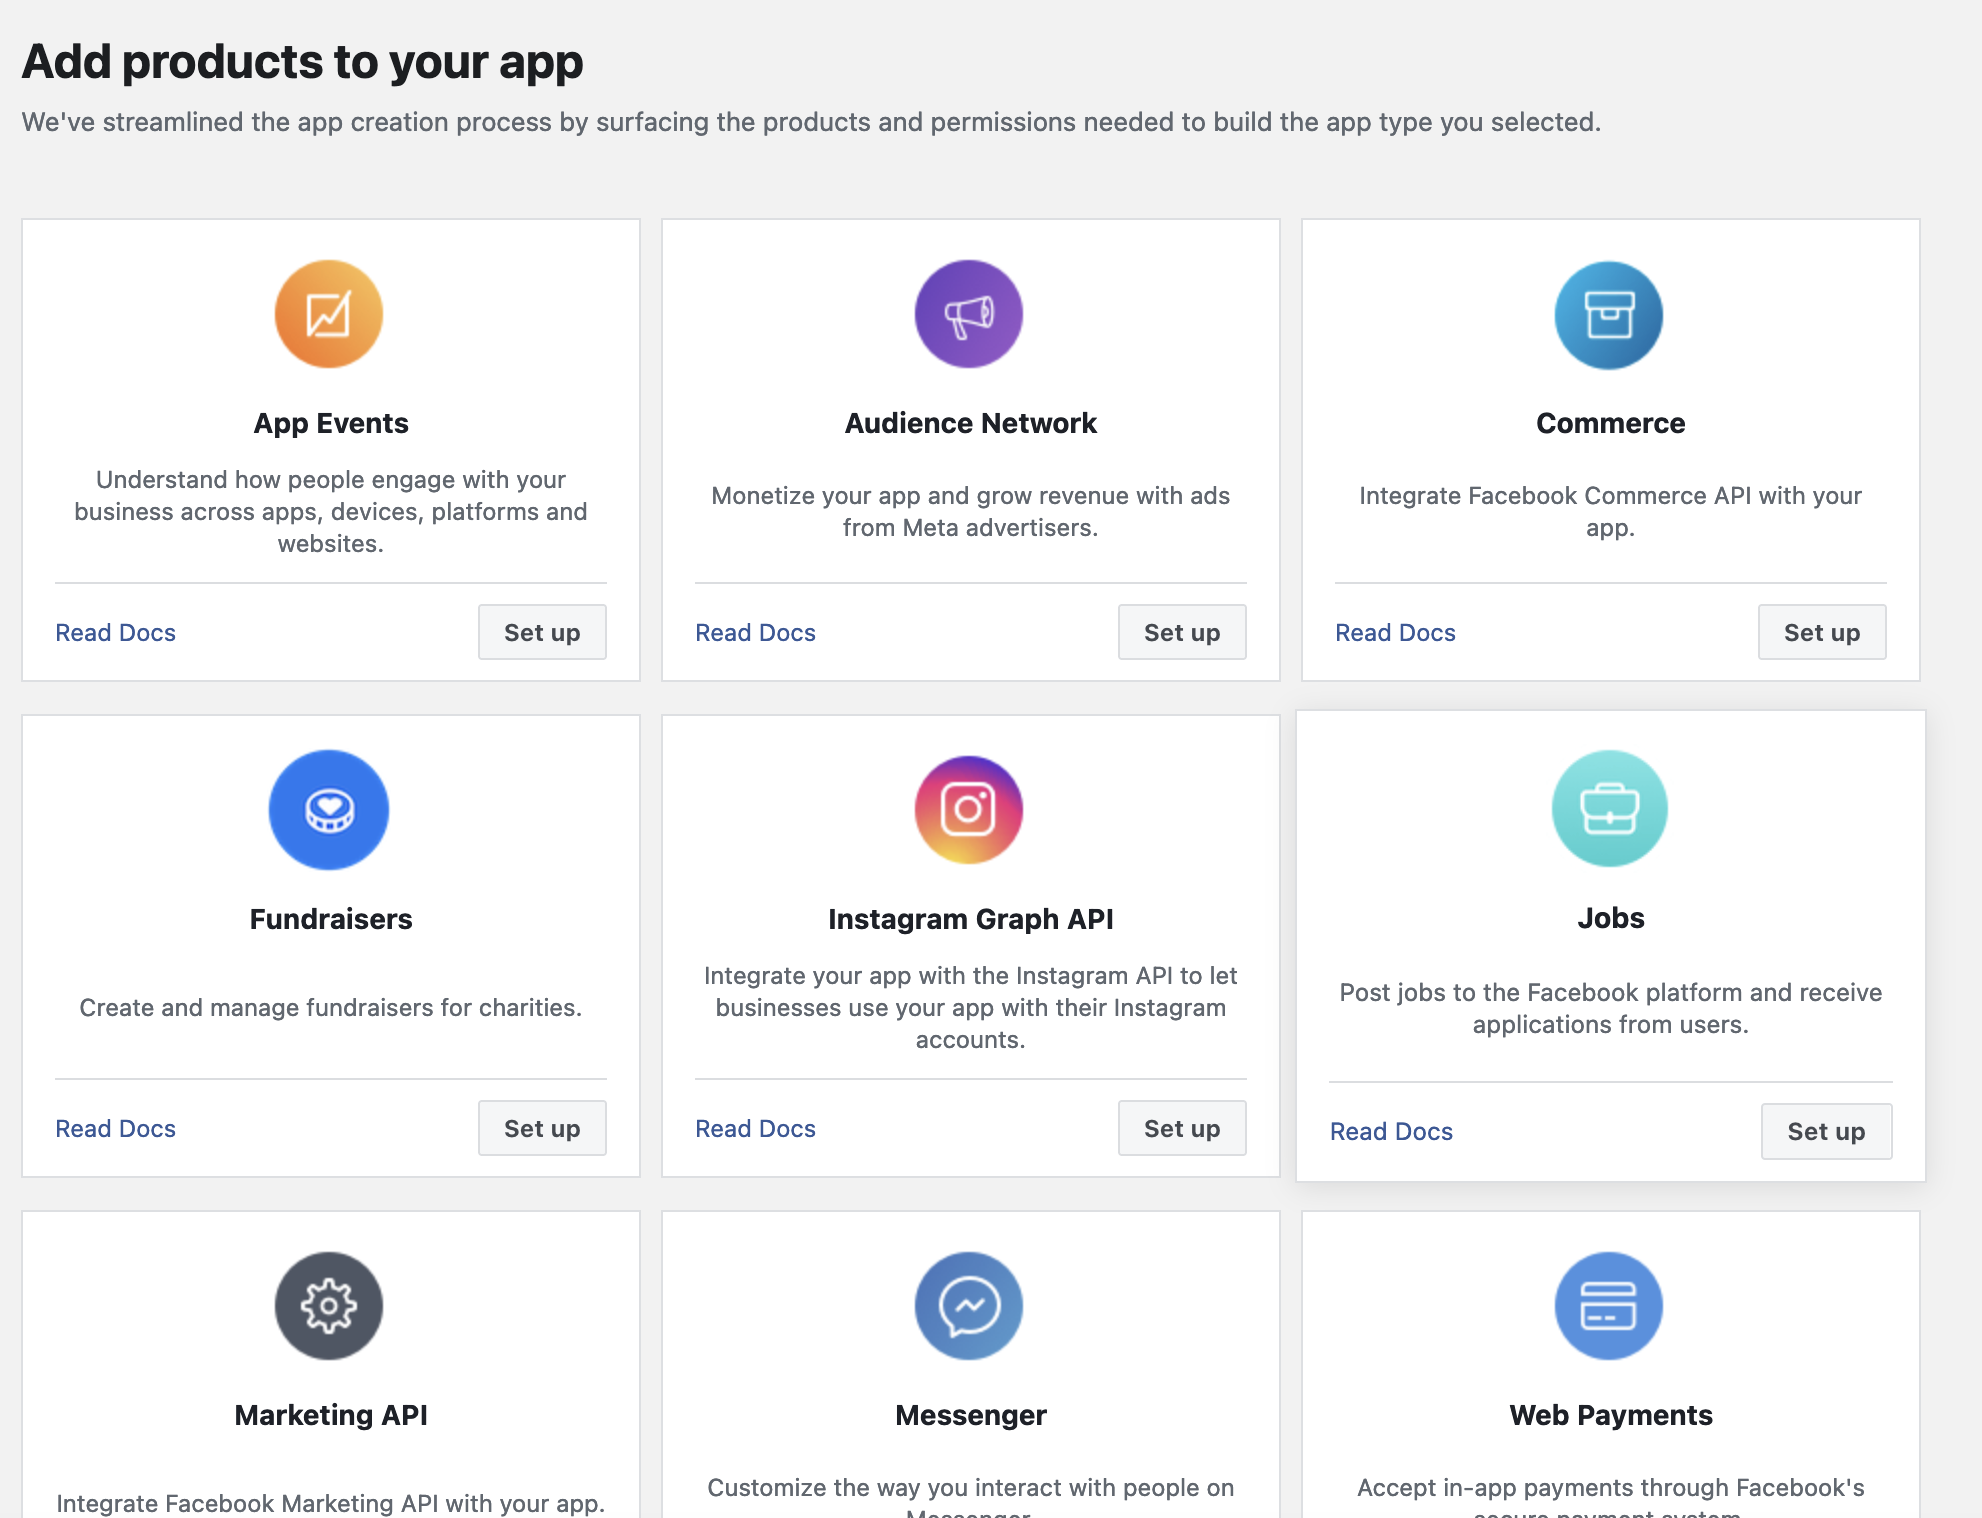 Add products to your app
We've streamlined the app creation process by surfacing the products and permissions needed to build the app type you selected.
App Events
Understand how people engage with your
business across apps, devices, platforms and
websites.
Read Docs
Set up
Audience Network
Monetize your app and grow revenue with ads
from Meta advertisers.
Read Docs
Set up
Commerce
Integrate Facebook Commerce API with your
app.
Read Docs
Set up
Fundraisers
Create and manage fundraisers for charities.
Read Docs
Set up
Instagram Graph API
Integrate your app with the Instagram API to let
businesses use your app with their Instagram
accounts.
Read Docs
Set up
Jobs
Post jobs to the Facebook platform and receive
applications from users.
Read Docs
Set up
Marketing API
Integrate Facebook Marketing API with your app.
Messenger
Customize the way you interact with people on
Messenger.
Web Payments
Accept in-app payments through Facebook's
secure payment system.